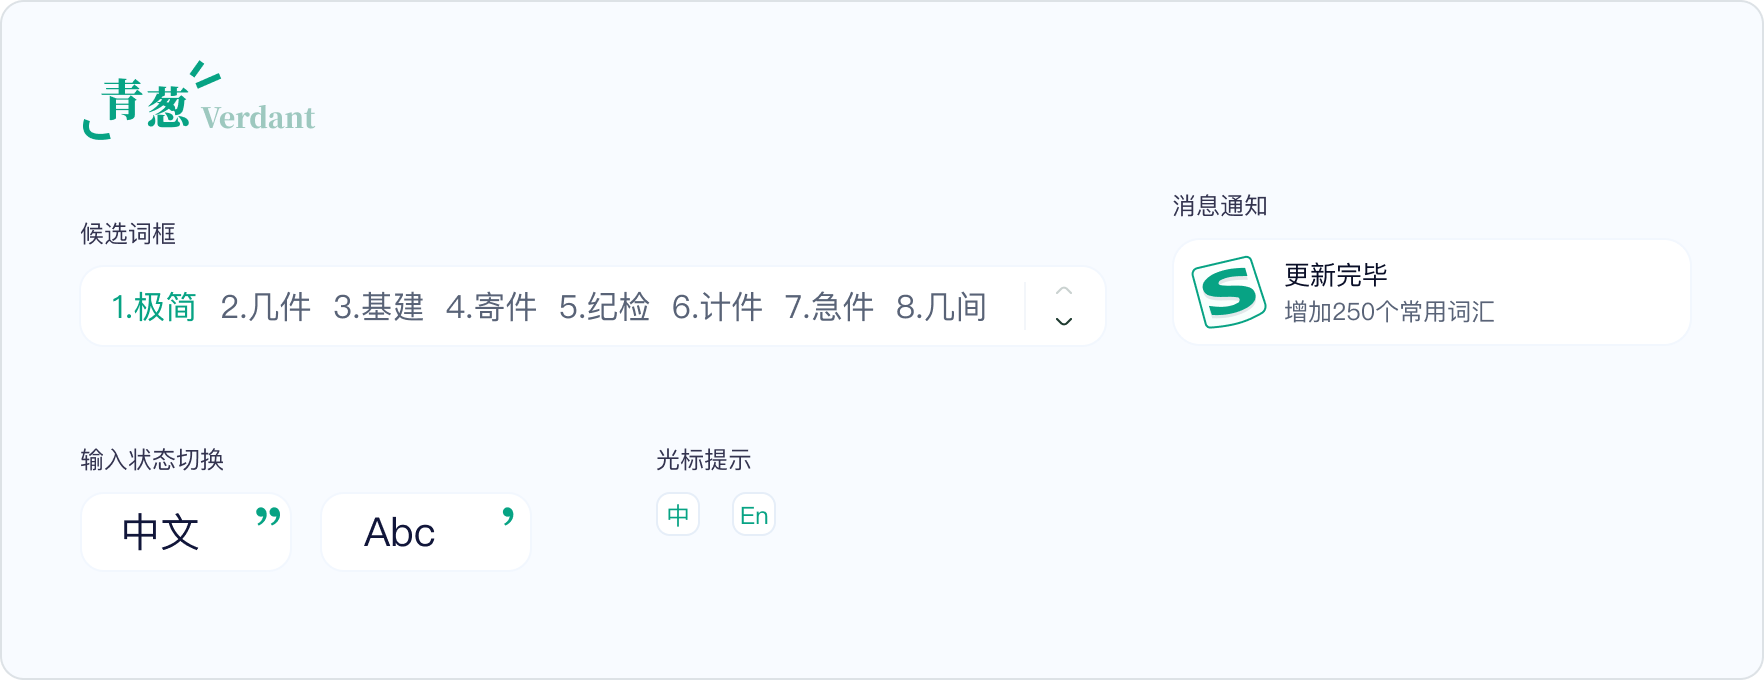 青葱 Verdant
候选词框
1.极简 2.几件 3.基建 4.寄件 5.纪检 6.计件 7.急件 8.几间
消息通知
S
更新完毕
增加250个常用词汇
输入状态切换
中文 ”
Abc ’
光标提示
中 En